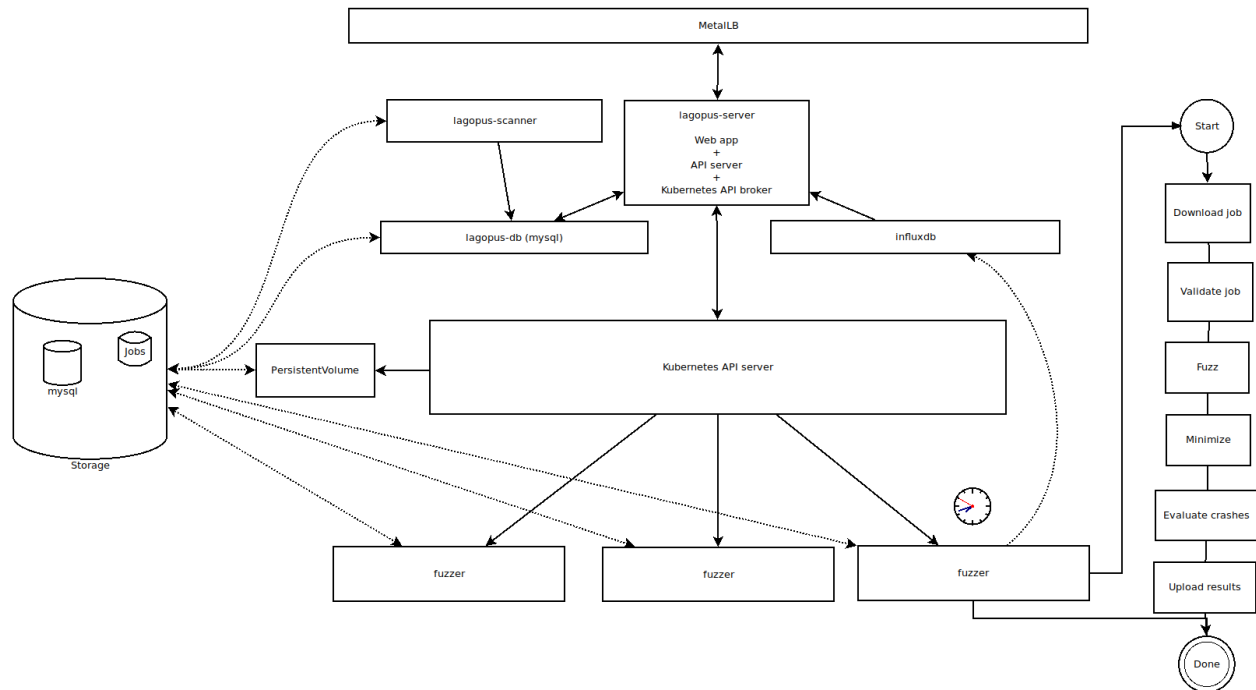 MetalLB
lagopus-scanner
lagopus-server
Web app
+
API server
+
Kubernetes API broker
Start
Download job
lagopus-db (mysql)
influxdb
Validate job
Jobs
mysql
Storage
PersistentVolume
Kubernetes API server
Fuzz
Minimize
Evaluate crashes
fuzzer
fuzzer
fuzzer
Upload results
Done